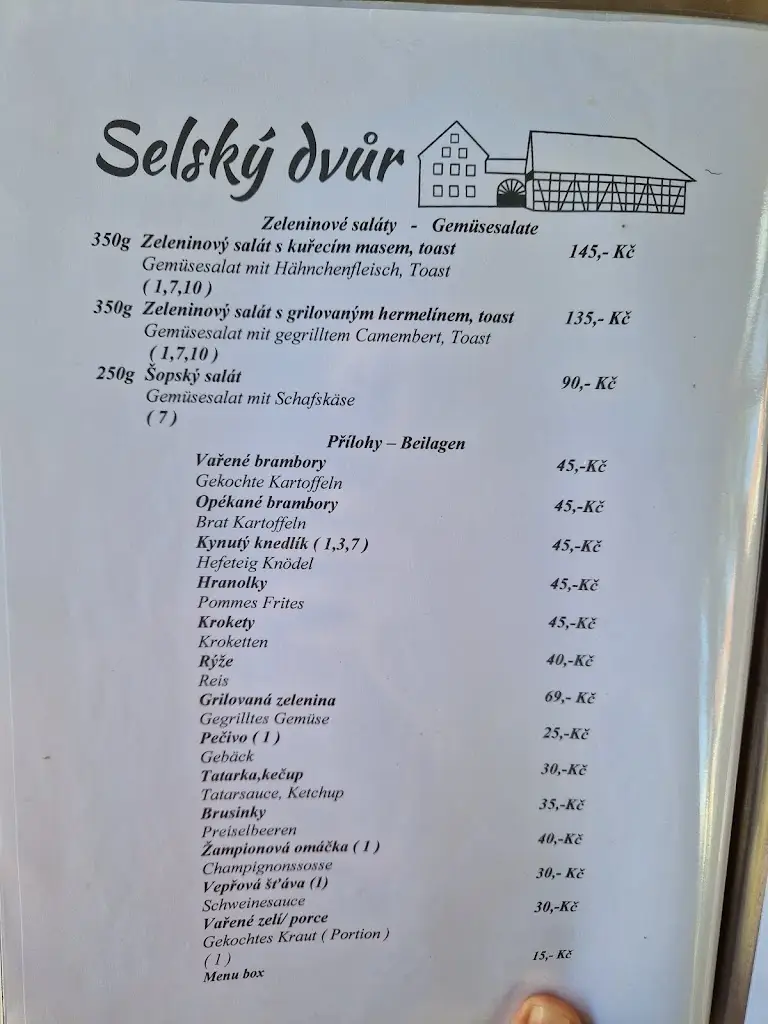 Selský dvůr
Zeleninové saláty - Gemüsesalate
350g Zeleninový salát s kuřecím masem, toast 145,- Kč
Gemüsesalat mit Hähnchenfleisch, Toast
( 1,7,10 )
350g Zeleninový salát s grilovaným hermelínem, toast 135,- Kč
Gemüsesalat mit gegrilltem Camembert, Toast
( 1,7,10 )
250g Šopský salát 90,- Kč
Gemüsesalat mit Schafskäse
( 7 )
Přílohy – Beilagen
Vařené brambory 45,-Kč
Gekochte Kartoffeln
Opékané brambory 45,-Kč
Brat Kartoffeln
Kynutý knedlík ( 1,3,7 ) 45,-Kč
Hefeteig Knödel
Hranolky 45,-Kč
Pommes Frites
Krokety 45,-Kč
Kroketten
Rýže 40,-Kč
Reis
Grilovaná zelenina 69,- Kč
Gegrilltes Gemüse
Pečivo ( 1 ) 25,-Kč
Gebäck
Tatarka,kečup 30,-Kč
Tatarsauce, Ketchup
Brusinky 35,-Kč
Preiselbeeren
Žampionová omáčka ( 1 ) 40,-Kč
Champignonssosse
Vepřová šťáva (1) 30,- Kč
Schweinesauce
Vařené zelí/ porce 30,-Kč
Gekochtes Kraut ( Portion )
( 1 )
Menu box 15,- Kč